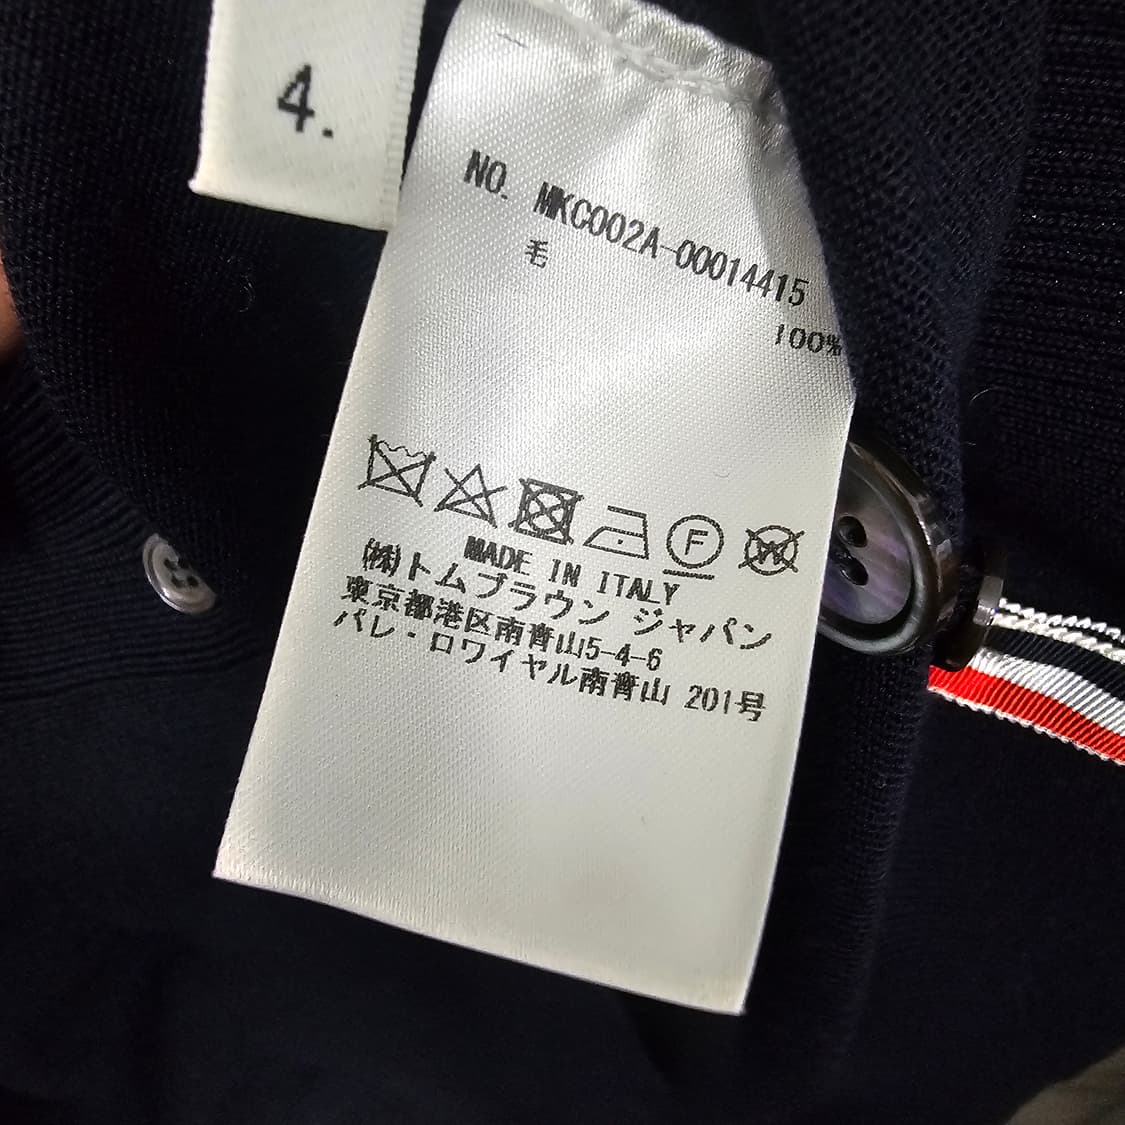 4.
NO. MKC002A-00014415
毛
100%
F
W
MADE IN ITALY
(株)トムブラウン ジャパン
東京都港区南青山5-4-6
パレ・ロワイヤル南青山 201号